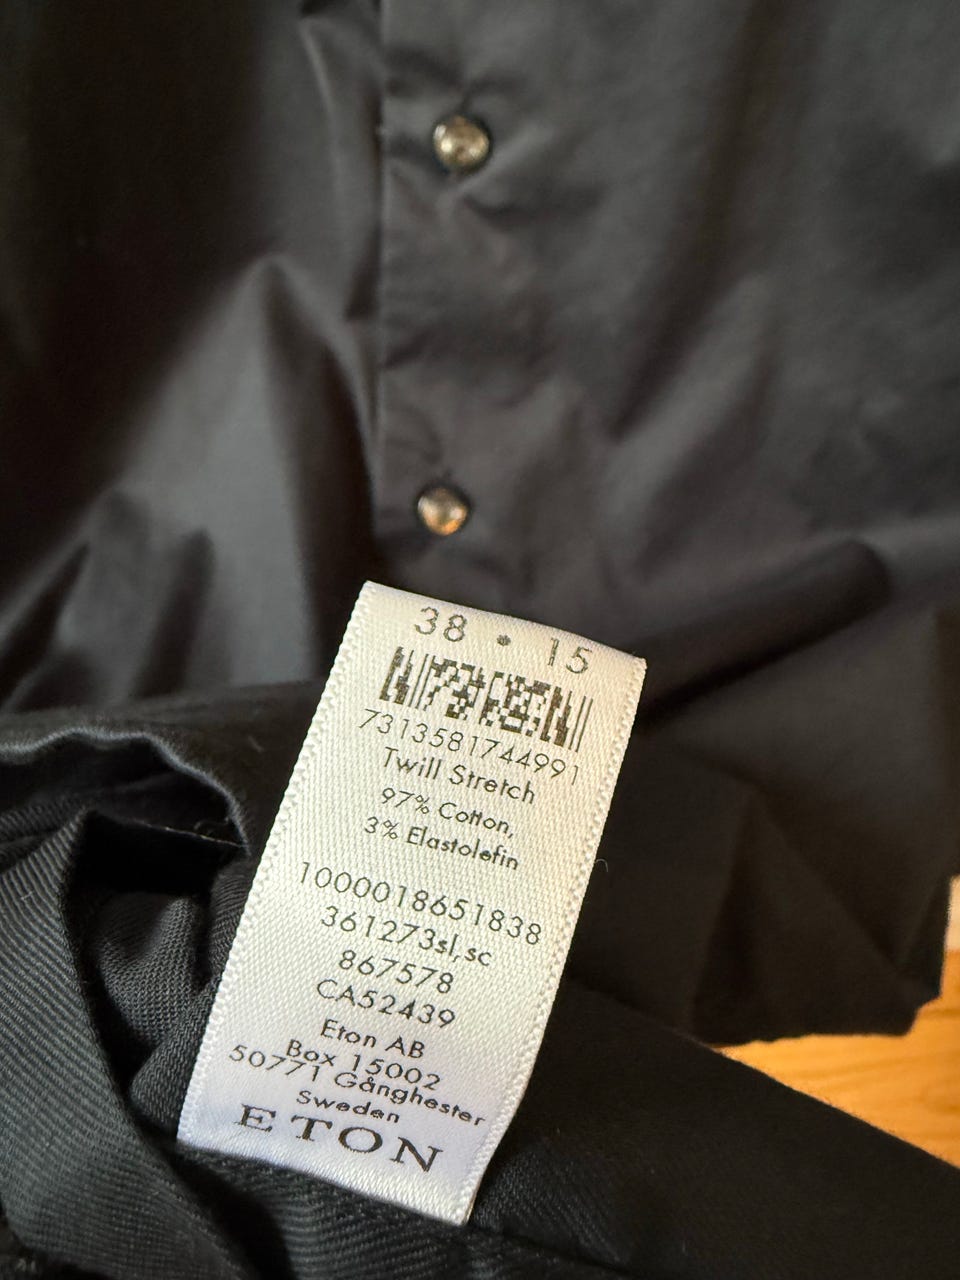 38 • 15
7313581744991
Twill Stretch
97% Cotton,
3% Elastolefin
1000018651838
361273sl,sc
867578
CA52439
Eton AB
Box 15002
50771 Gånghester
Sweden
ETON